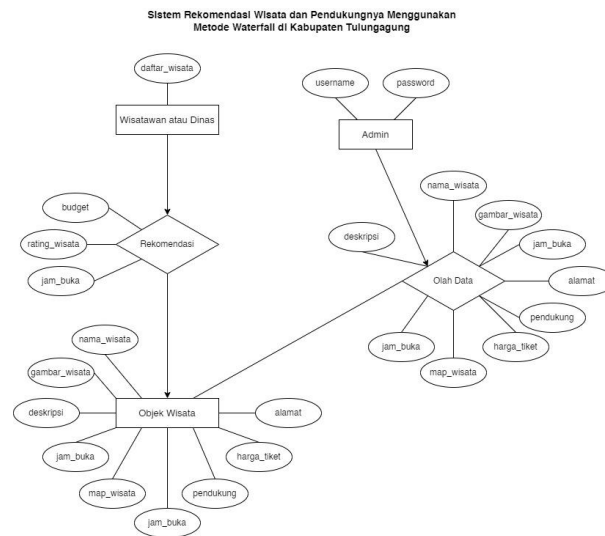 Sistem Rekomendasi Wisata dan Pendukungnya Menggunakan
Metode Waterfall di Kabupaten Tulungagung
daftar_wisata
username
password
Wisatawan atau Dinas
Admin
nama_wisata
budget
gambar_wisata
deskripsi
jam_buka
rating_wisata
Rekomendasi
jam_buka
Olah Data
alamat
pendukung
nama_wisata
jam_buka
harga_tiket
gambar_wisata
map_wisata
deskripsi
Objek Wisata
alamat
jam_buka
harga_tiket
map_wisata
pendukung
jam_buka